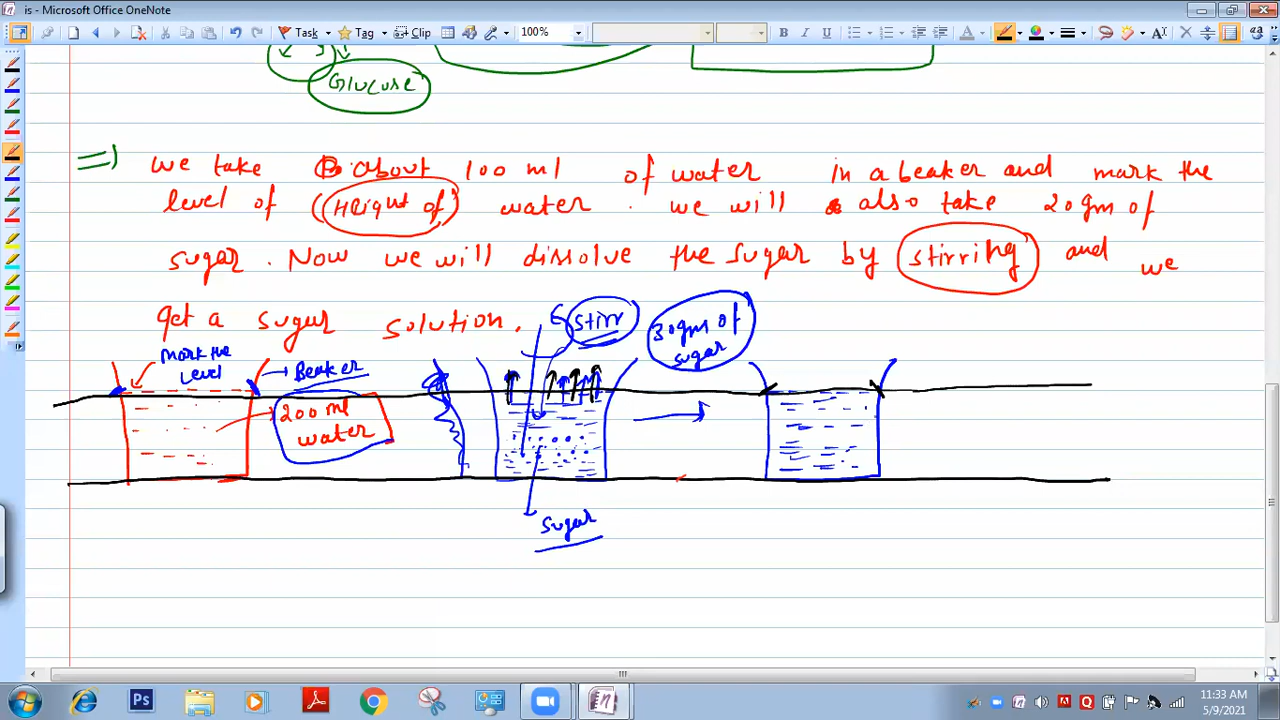 is - Microsoft OneNote
Task
Tag
Clip
100%
B I U abc
Glucose
=) we take about 100 ml of water in a beaker and mark the
level of (Height of) water. we will also take 20gm of
sugar. Now we will dissolve the sugar by stirring and we
get a sugar solution.
stirr
30gm of
sugar
mark the
level
Beaker
200 ml
water
sugar
11:33 AM
5/9/2021